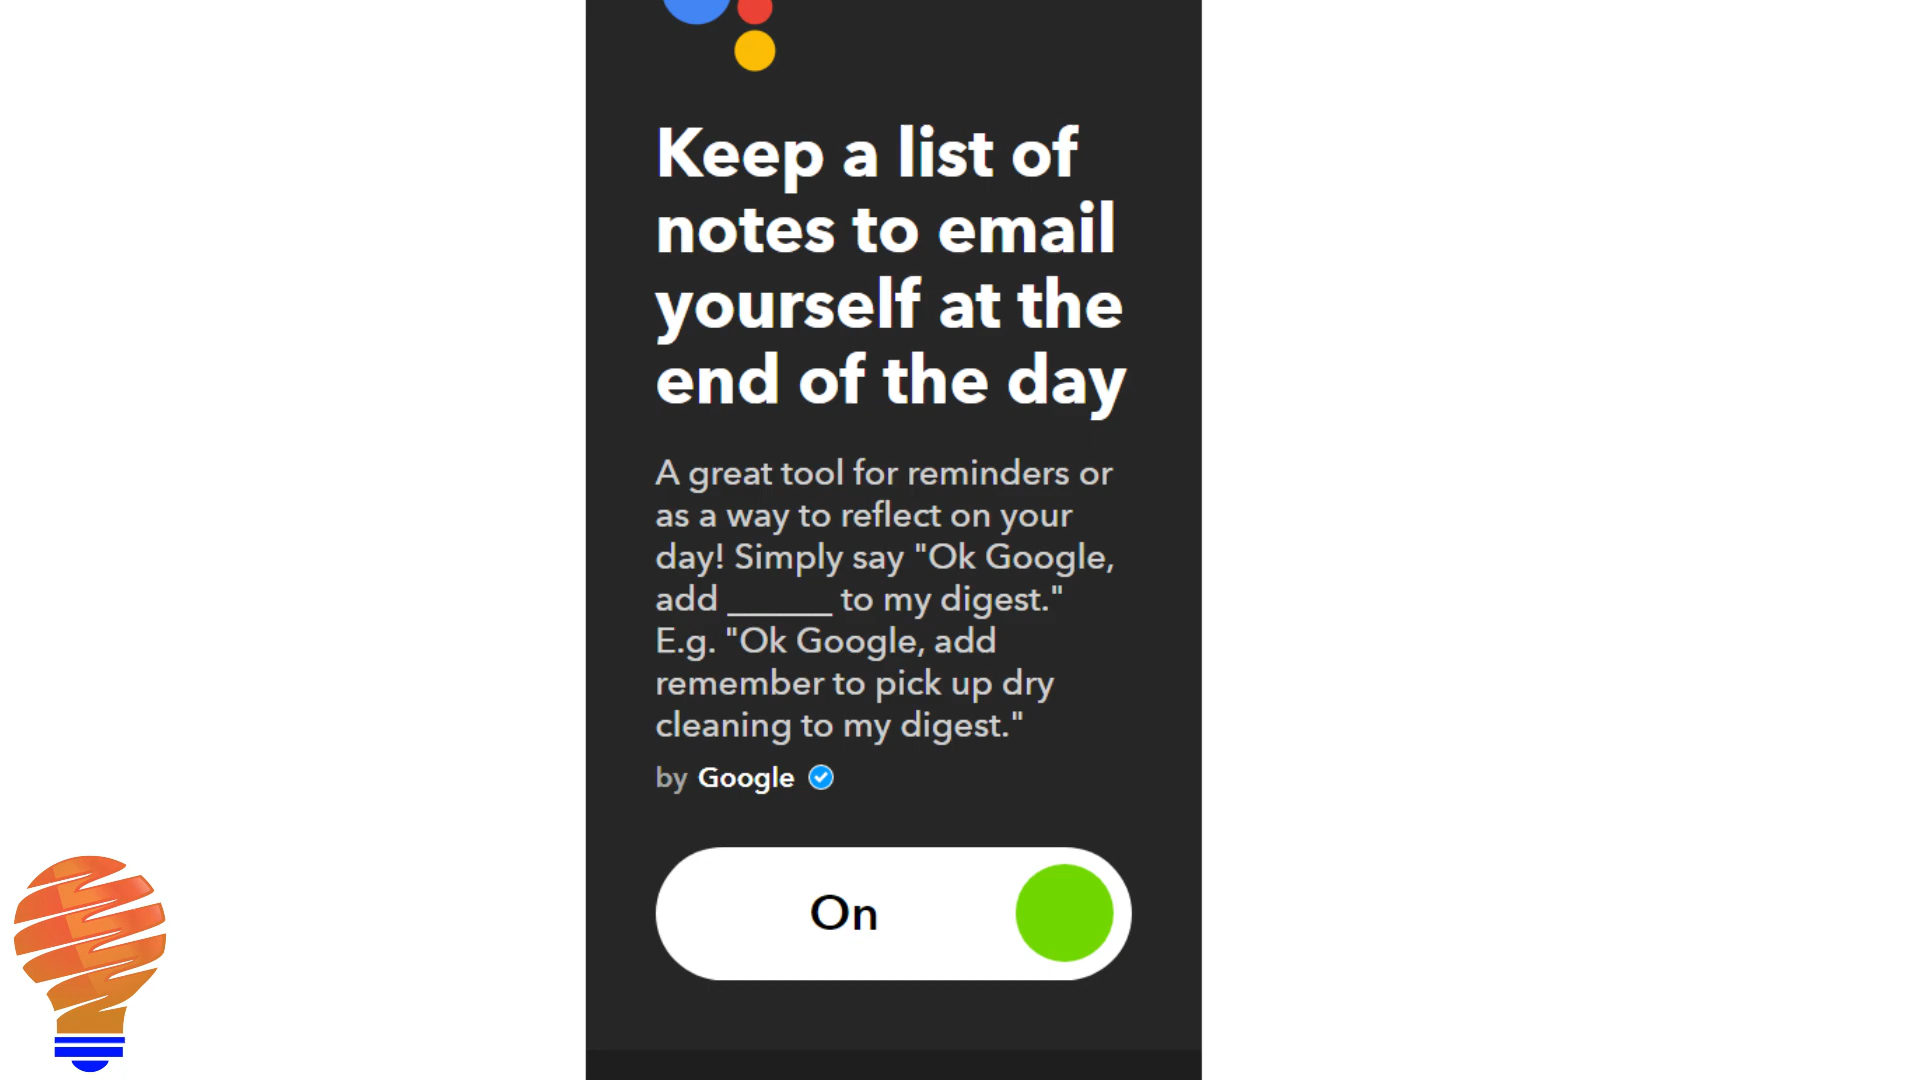 Keep a list of
notes to email
yourself at the
end of the day
A great tool for reminders or
as a way to reflect on your
day! Simply say "Ok Google,
add ______ to my digest."
E.g. "Ok Google, add
remember to pick up dry
cleaning to my digest."
by Google
On